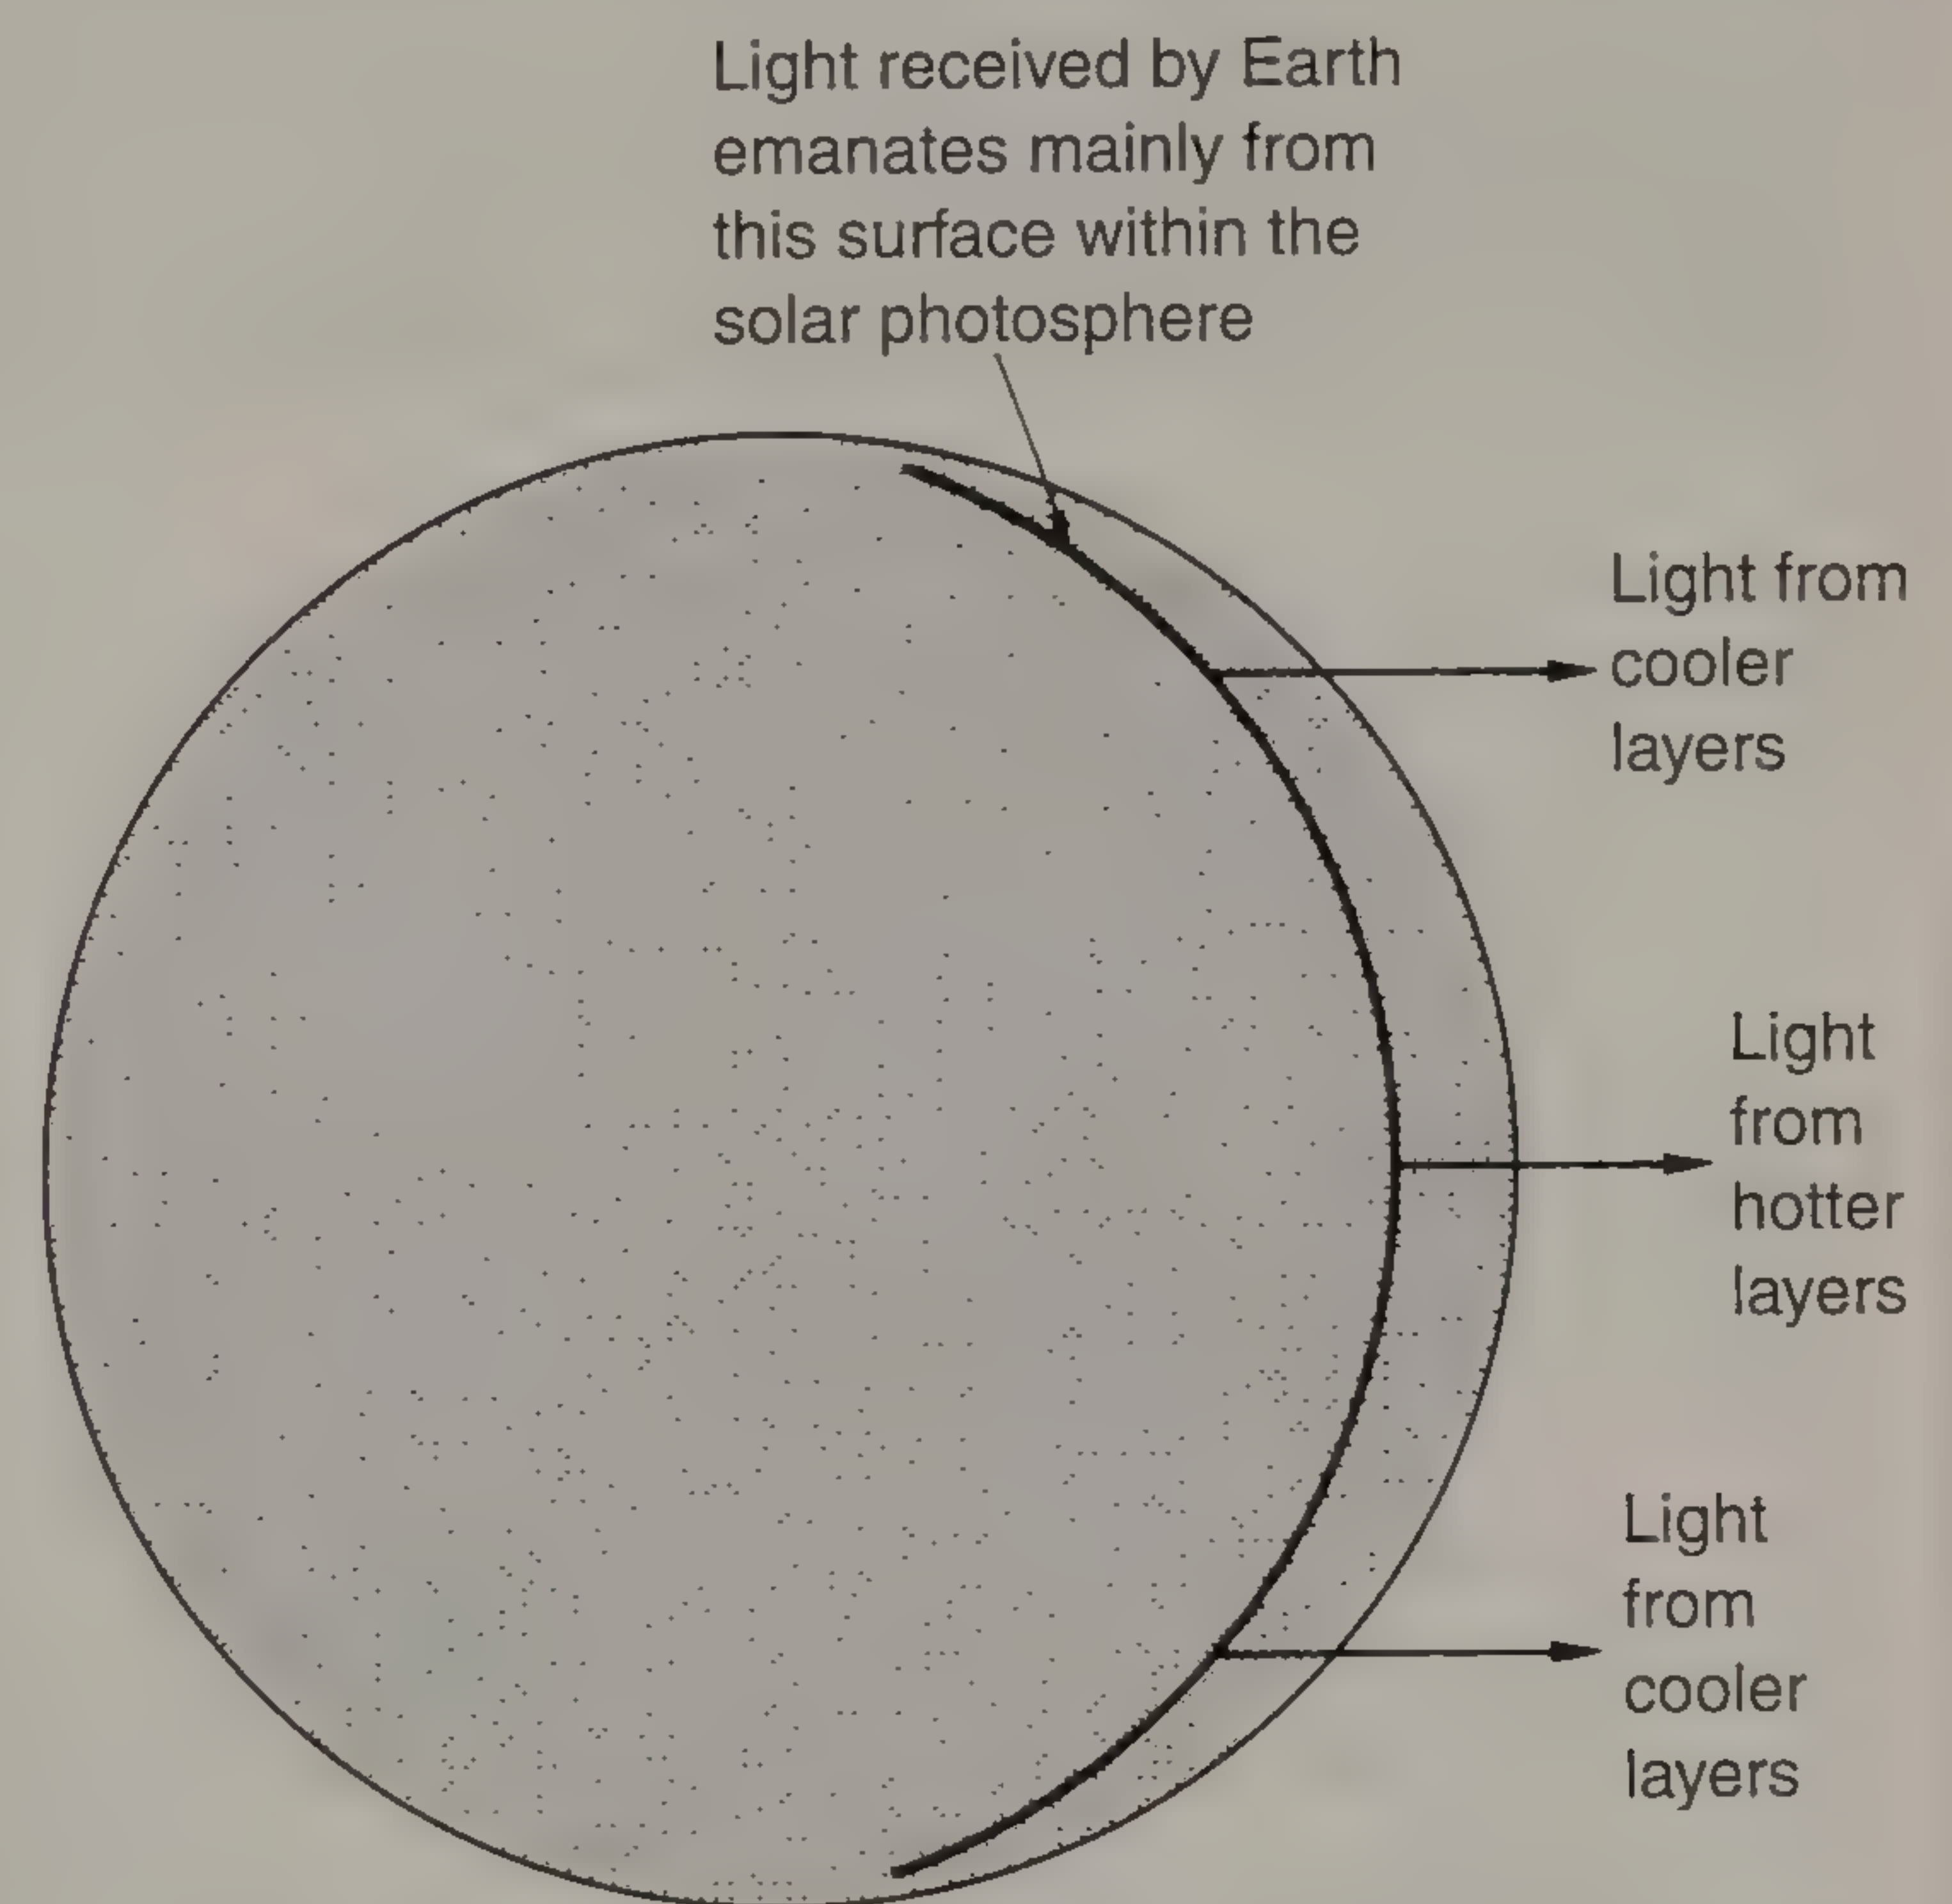 Light received by Earth
emanates mainly from
this surface within the
solar photosphere
Light from
cooler
layers
Light
from
hotter
layers
Light
from
cooler
layers